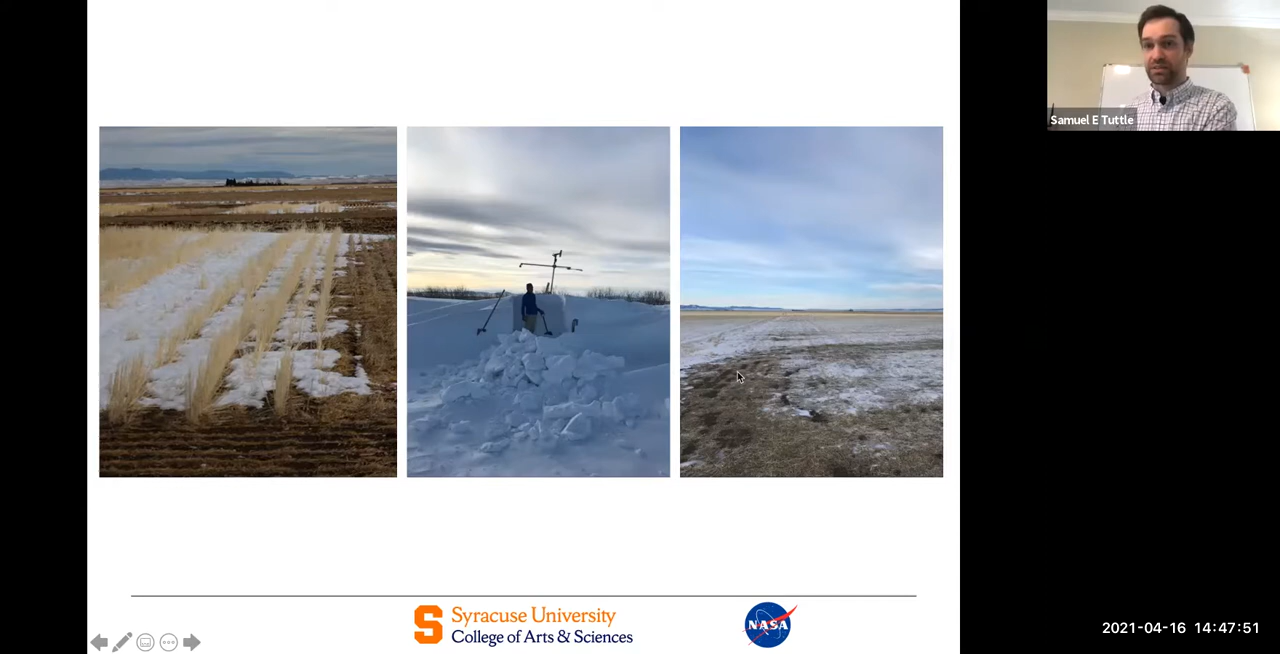 Samuel E Tuttle
S Syracuse University
College of Arts & Sciences
NASA
2021-04-16 14:47:51